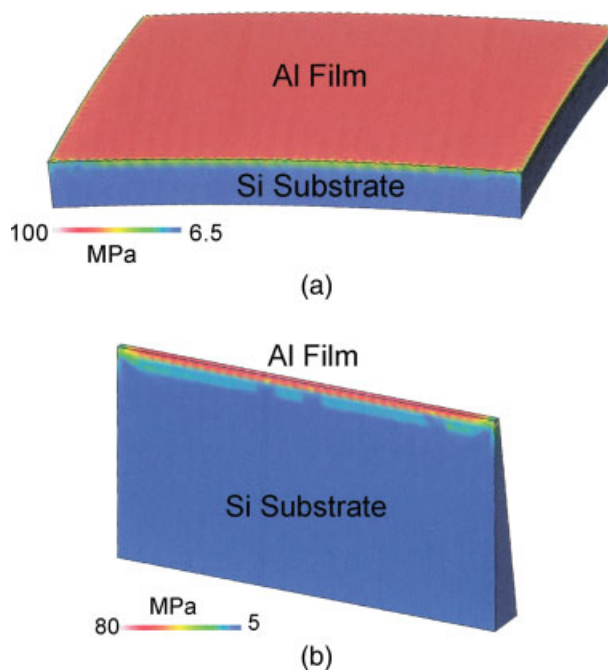 Al Film
Si Substrate
100 6.5
MPa
(a)
Al Film
Si Substrate
MPa
80 5
(b)